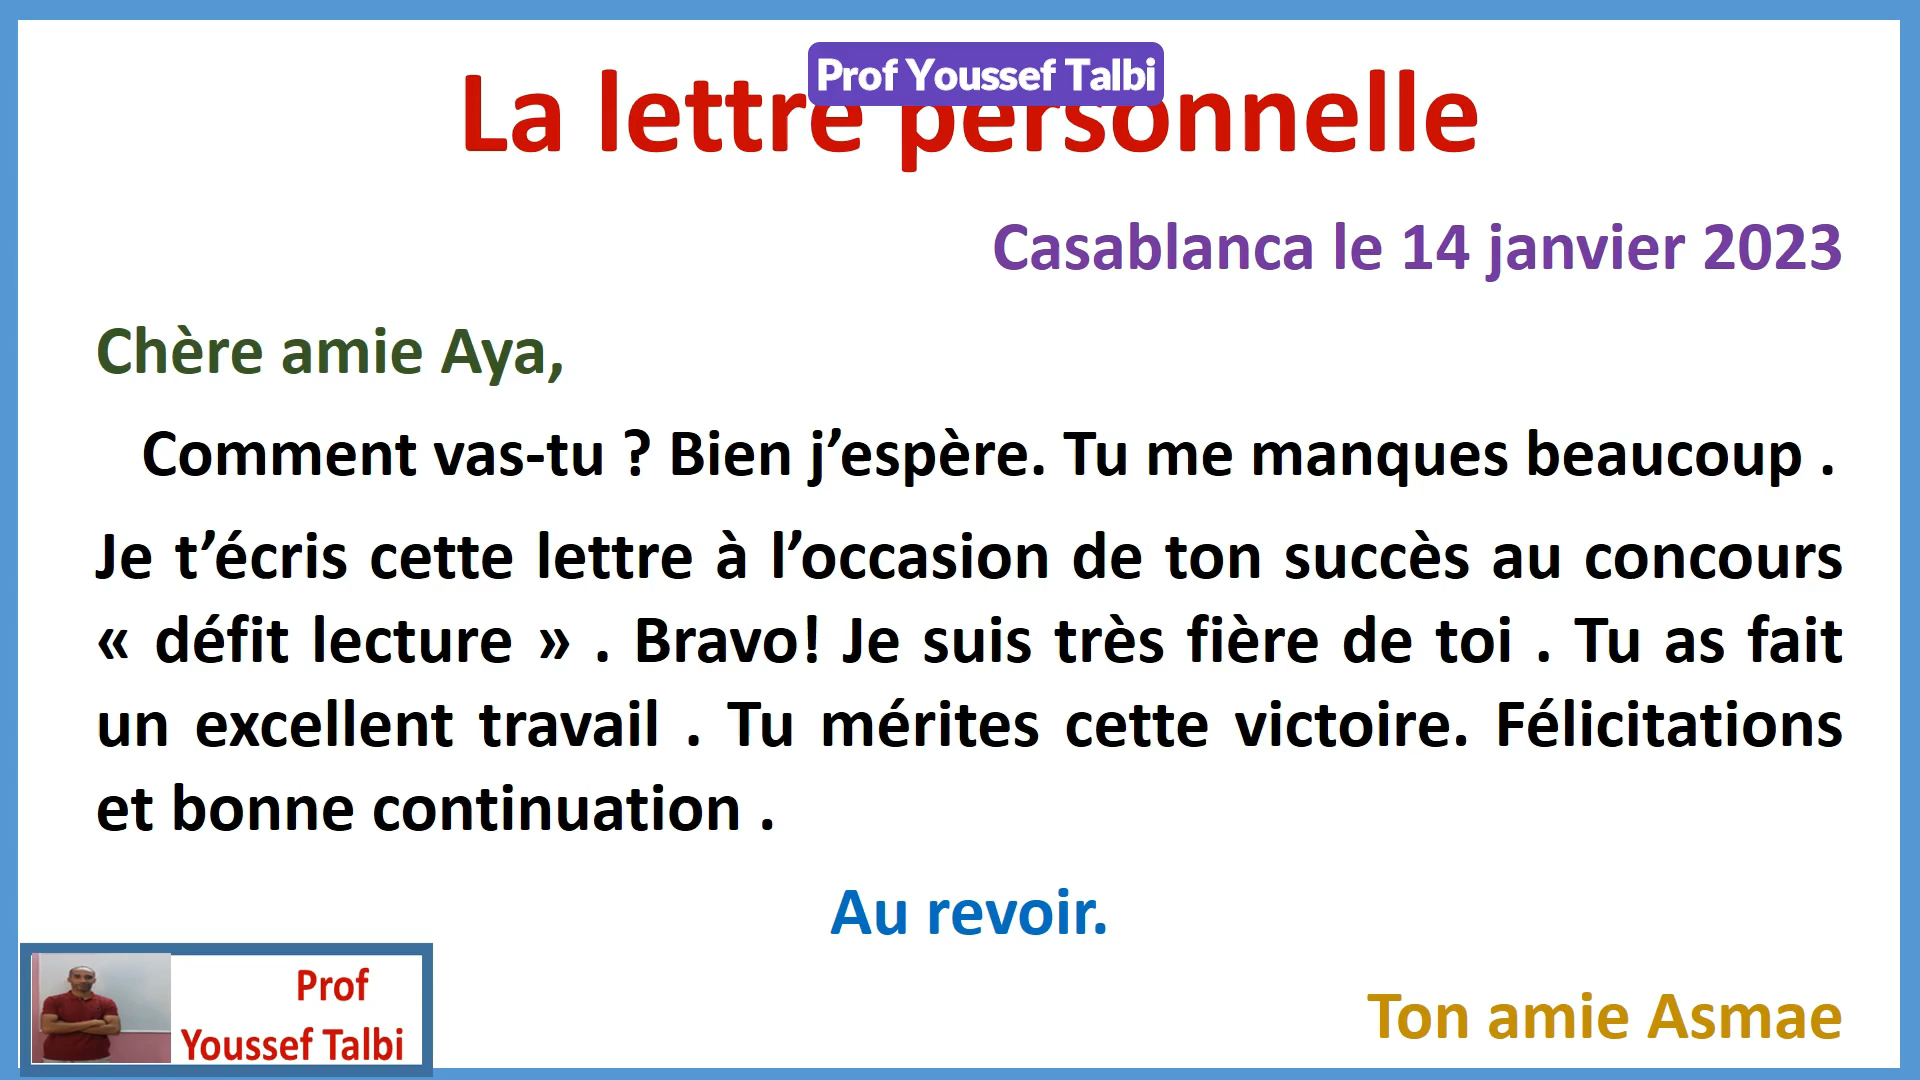 Prof Youssef Talbi
La lettre personnelle
Casablanca le 14 janvier 2023
Chère amie Aya,
Comment vas-tu ? Bien j’espère. Tu me manques beaucoup .
Je t’écris cette lettre à l’occasion de ton succès au concours
« défit lecture » . Bravo! Je suis très fière de toi . Tu as fait
un excellent travail . Tu mérites cette victoire. Félicitations
et bonne continuation .
Au revoir.
Ton amie Asmae
Prof
Youssef Talbi